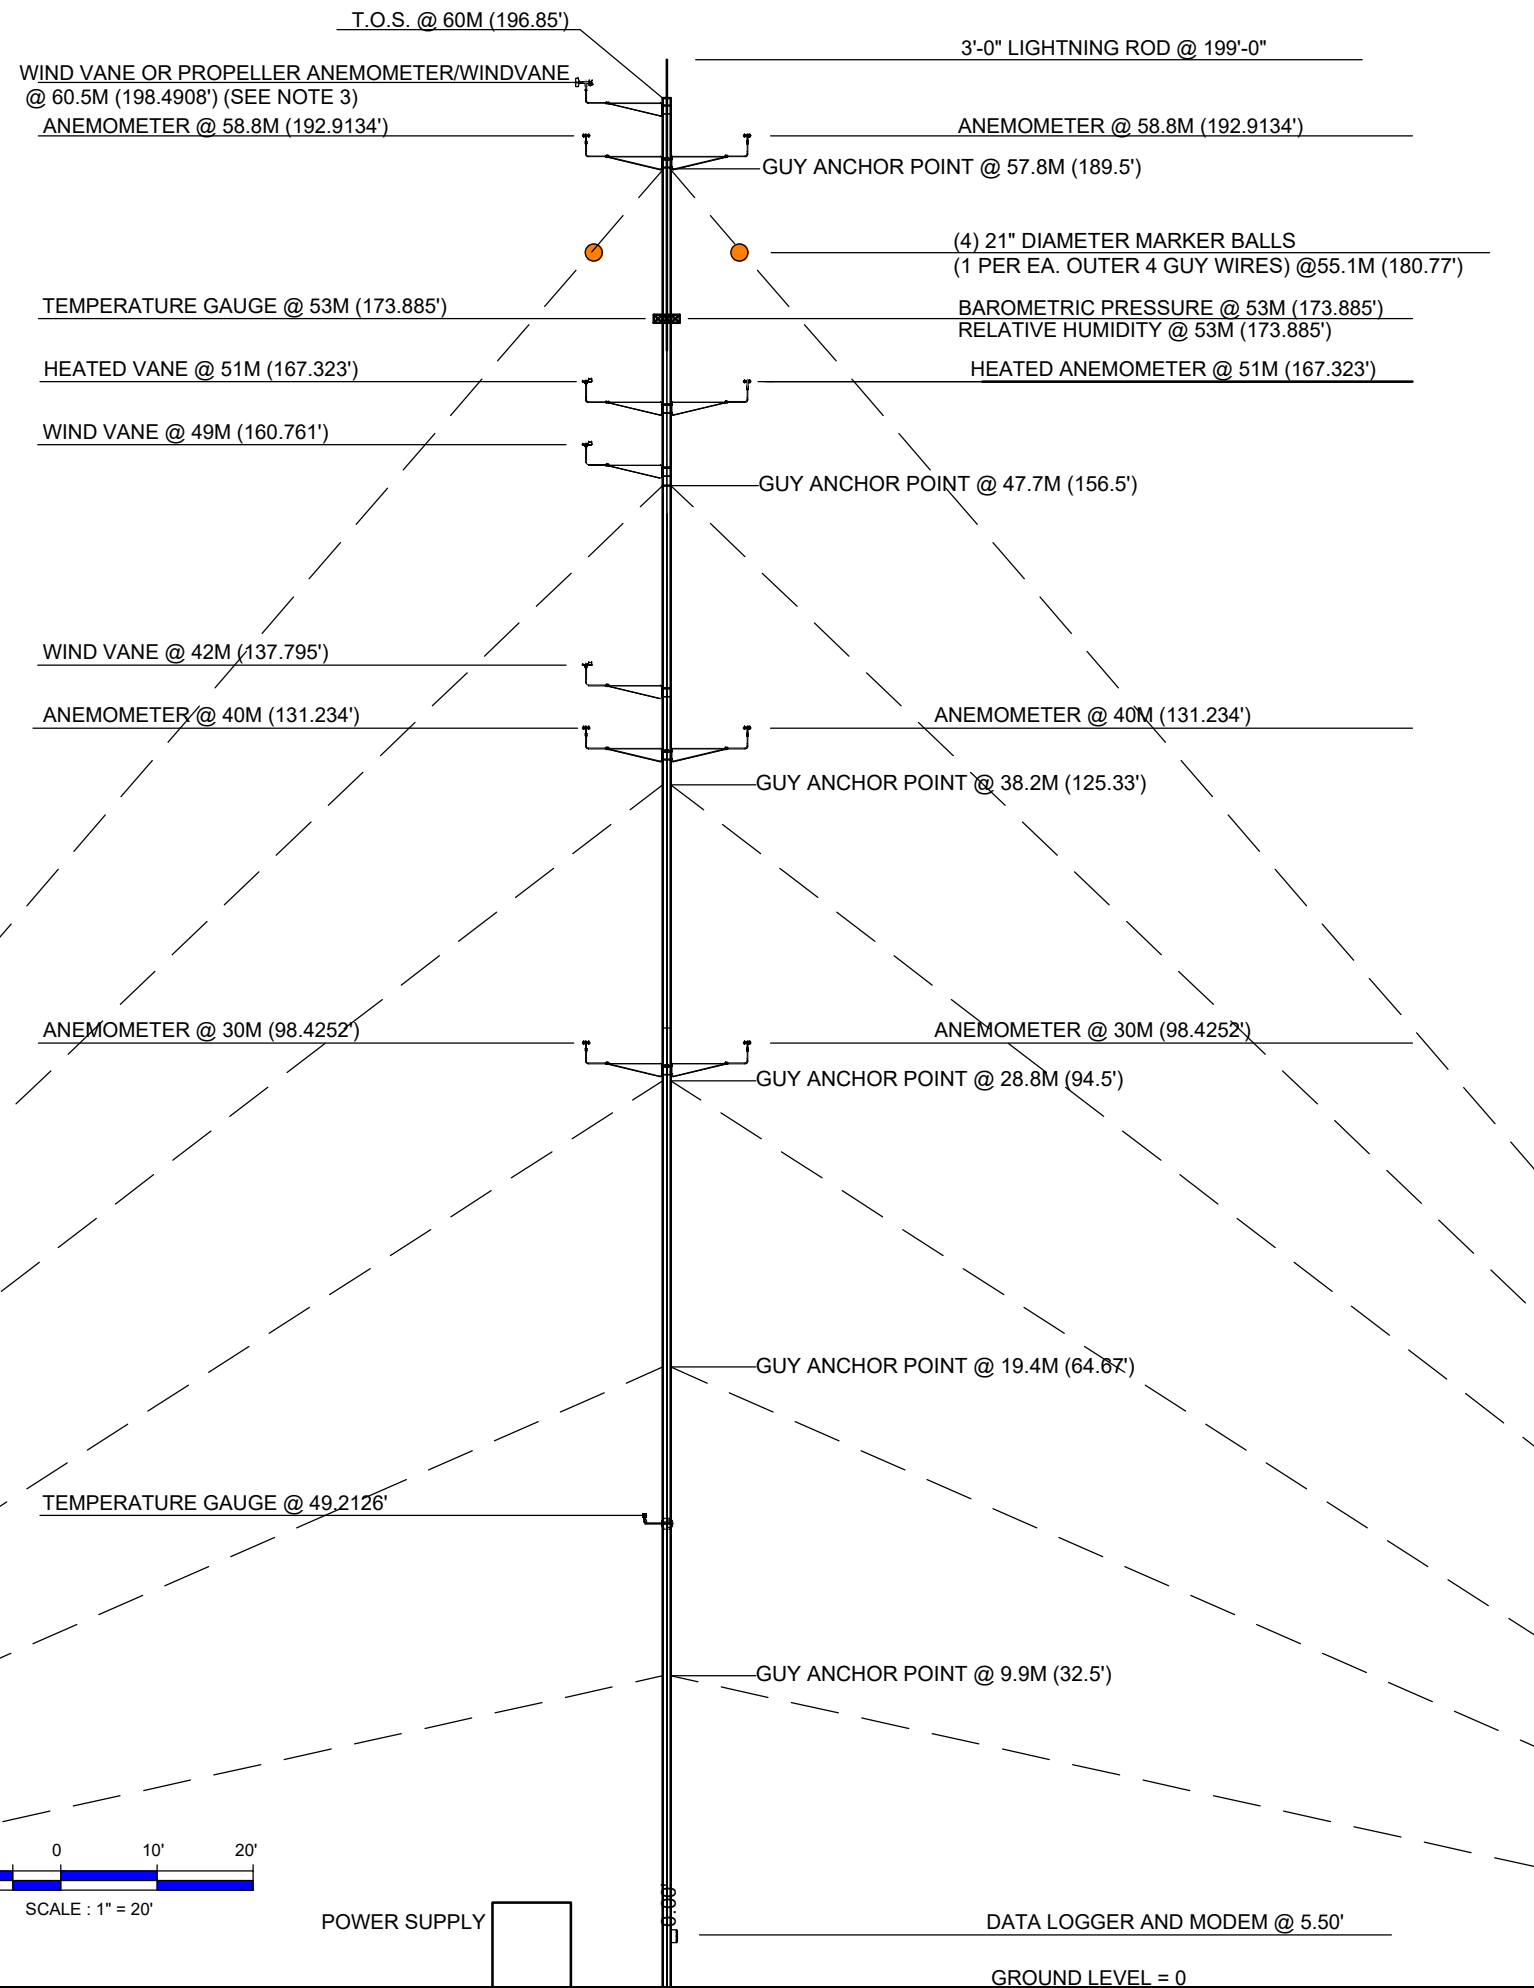 T.O.S. @ 60M (196.85')
3'-0" LIGHTNING ROD @ 199'-0"
WIND VANE OR PROPELLER ANEMOMETER/WINDVANE
@ 60.5M (198.4908') (SEE NOTE 3)
ANEMOMETER @ 58.8M (192.9134')
ANEMOMETER @ 58.8M (192.9134')
GUY ANCHOR POINT @ 57.8M (189.5')
(4) 21" DIAMETER MARKER BALLS
(1 PER EA. OUTER 4 GUY WIRES) @55.1M (180.77')
TEMPERATURE GAUGE @ 53M (173.885')
BAROMETRIC PRESSURE @ 53M (173.885')
RELATIVE HUMIDITY @ 53M (173.885')
HEATED VANE @ 51M (167.323')
HEATED ANEMOMETER @ 51M (167.323')
WIND VANE @ 49M (160.761')
GUY ANCHOR POINT @ 47.7M (156.5')
WIND VANE @ 42M (137.795')
ANEMOMETER @ 40M (131.234')
ANEMOMETER @ 40M (131.234')
GUY ANCHOR POINT @ 38.2M (125.33')
ANEMOMETER @ 30M (98.4252')
ANEMOMETER @ 30M (98.4252')
GUY ANCHOR POINT @ 28.8M (94.5')
GUY ANCHOR POINT @ 19.4M (64.67')
TEMPERATURE GAUGE @ 49.2126'
GUY ANCHOR POINT @ 9.9M (32.5')
0 10' 20'
SCALE : 1" = 20'
0.00'
POWER SUPPLY
DATA LOGGER AND MODEM @ 5.50'
GROUND LEVEL = 0